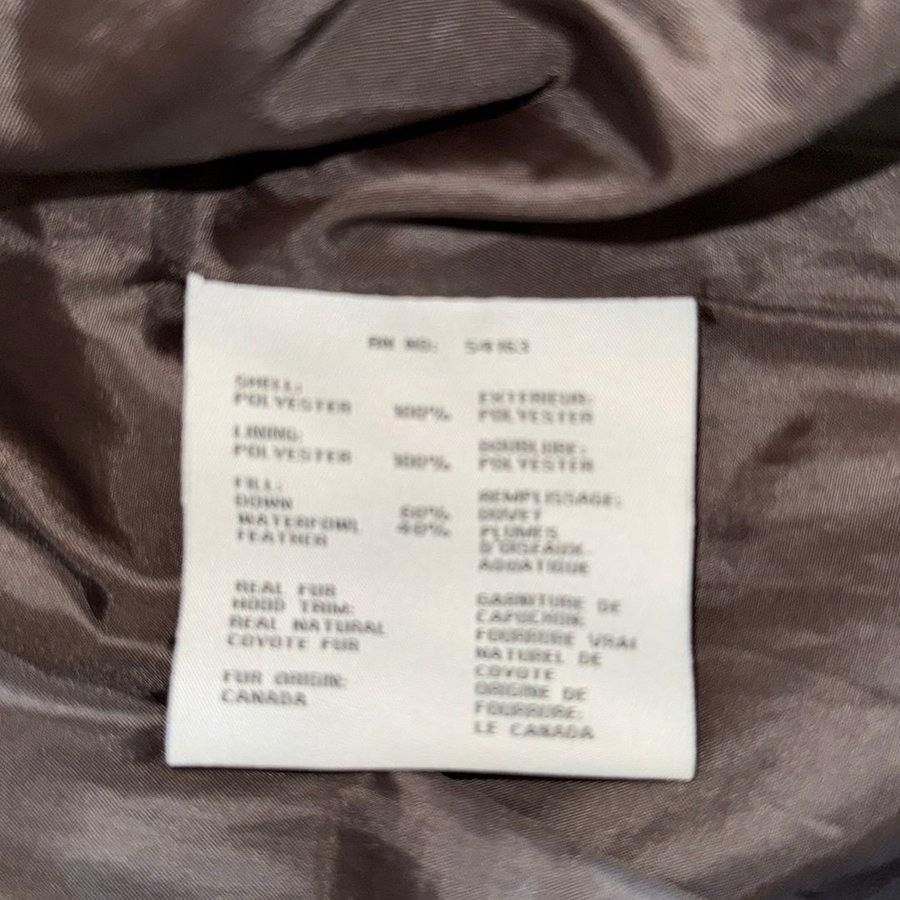 RN NO: 54163
SHELL:
POLYESTER 100%
LINING:
POLYESTER 100%
FILL:
DOWN 60%
WATERFOWL 40%
FEATHER
REAL FUR
HOOD TRIM:
REAL NATURAL
COYOTE FUR
FUR ORIGIN:
CANADA
EXTERIEUR:
POLYESTER
DOUBLURE:
POLYESTER
REMPLISSAGE:
DUVET
PLUMES
D'OISEAUX
AQUATIQUE
GARNITURE DE
CAPUCHON:
FOURRURE VRAI
NATUREL DE
COYOTE
ORIGINE DE
FOURRURE:
LE CANADA